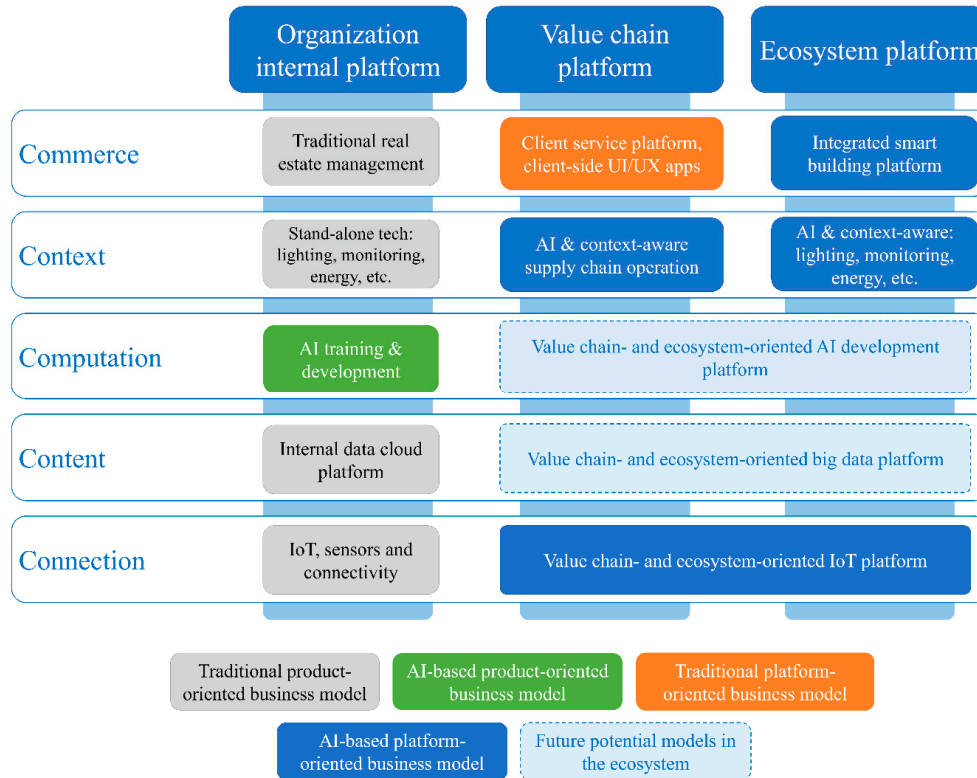 Organization
internal platform
Value chain
platform
Ecosystem platform
Commerce
Traditional real
estate management
Client service platform,
client-side UI/UX apps
Integrated smart
building platform
Context
Stand-alone tech:
lighting, monitoring,
energy, etc.
AI & context-aware
supply chain operation
AI & context-aware:
lighting, monitoring,
energy, etc.
Computation
AI training &
development
Value chain- and ecosystem-oriented AI development
platform
Content
Internal data cloud
platform
Value chain- and ecosystem-oriented big data platform
Connection
IoT, sensors and
connectivity
Value chain- and ecosystem-oriented IoT platform
Traditional product-
oriented business model
AI-based product-oriented
business model
Traditional platform-
oriented business model
AI-based platform-
oriented business model
Future potential models in
the ecosystem